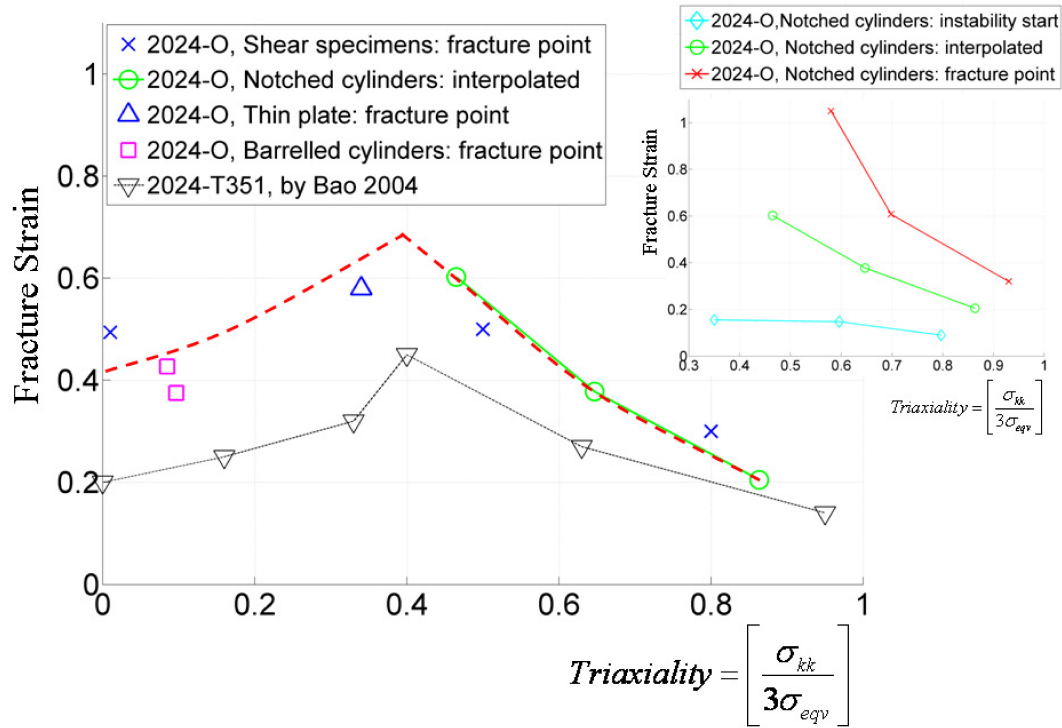 2024-O, Shear specimens: fracture point
2024-O, Notched cylinders: interpolated
2024-O, Thin plate: fracture point
2024-O, Barrelled cylinders: fracture point
2024-T351, by Bao 2004
Fracture Strain
1
0.8
0.6
0.4
0.2
0
0 0.2 0.4 0.6 0.8 1
Triaxiality = [σkk / 3σeqv]
2024-O,Notched cylinders: instability start
2024-O, Notched cylinders: interpolated
2024-O, Notched cylinders: fracture point
Fracture Strain
1
0.8
0.6
0.4
0.2
0
0.3 0.4 0.5 0.6 0.7 0.8 0.9 1
Triaxiality = [σkk / 3σeqv]